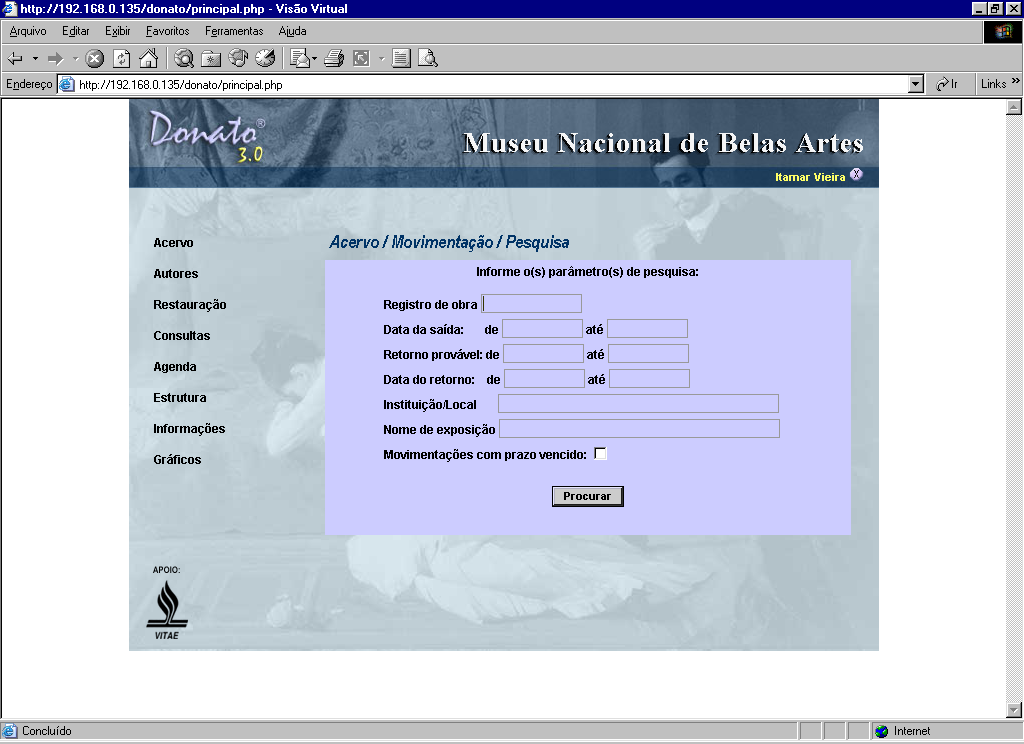 http://192.168.0.135/donato/principal.php - Visão Virtual
Arquivo Editar Exibir Favoritos Ferramentas Ajuda
Endereço http://192.168.0.135/donato/principal.php Ir Links »
Donato®
3.0
Museu Nacional de Belas Artes
Itamar Vieira X
Acervo
Autores
Restauração
Consultas
Agenda
Estrutura
Informações
Gráficos
Acervo / Movimentação / Pesquisa
Informe o(s) parâmetro(s) de pesquisa:
Registro de obra
Data da saída: de até
Retorno provável: de até
Data do retorno: de até
Instituição/Local
Nome de exposição
Movimentações com prazo vencido:
Procurar
APOIO:
VITAE
Concluído Internet